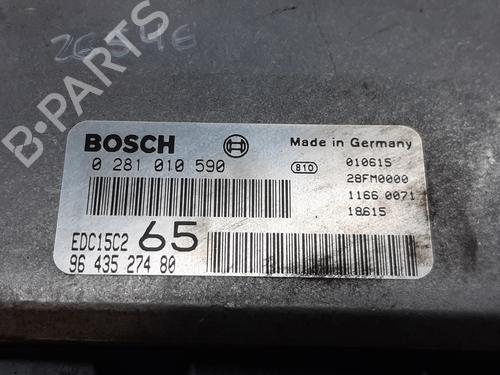 B-PARTS
BOSCH
Made in Germany
0 281 010 590
B10
010615
28FM0000
1166 0071
18615
EDC15C2 65
96 435 274 80